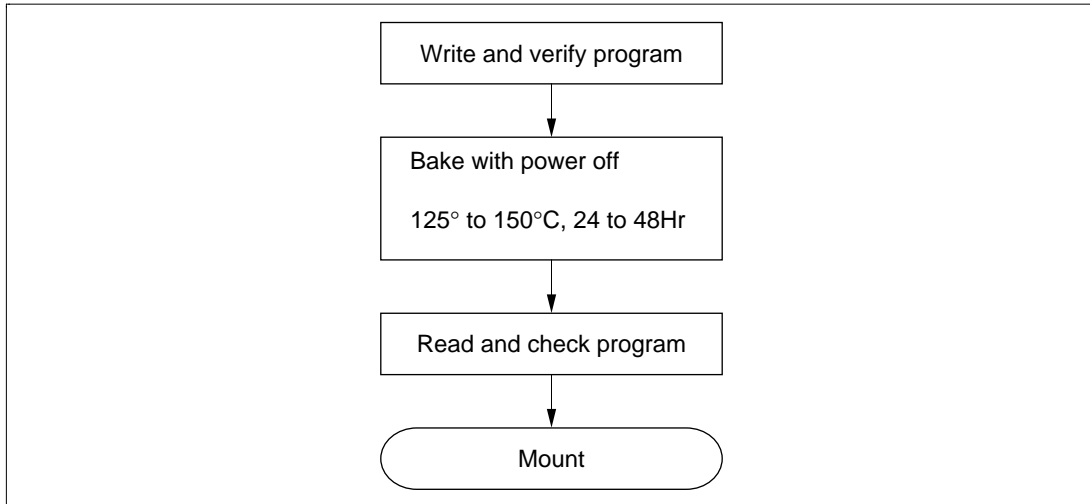 Write and verify program
Bake with power off
125° to 150°C, 24 to 48Hr
Read and check program
Mount